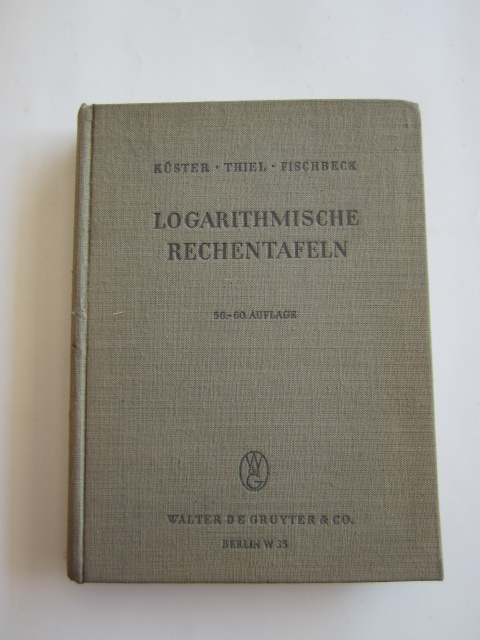 KÜSTER · THIEL · FISCHBECK
LOGARITHMISCHE
RECHENTAFELN
56.-60. AUFLAGE
W
&
G
WALTER DE GRUYTER & CO.
BERLIN W 35